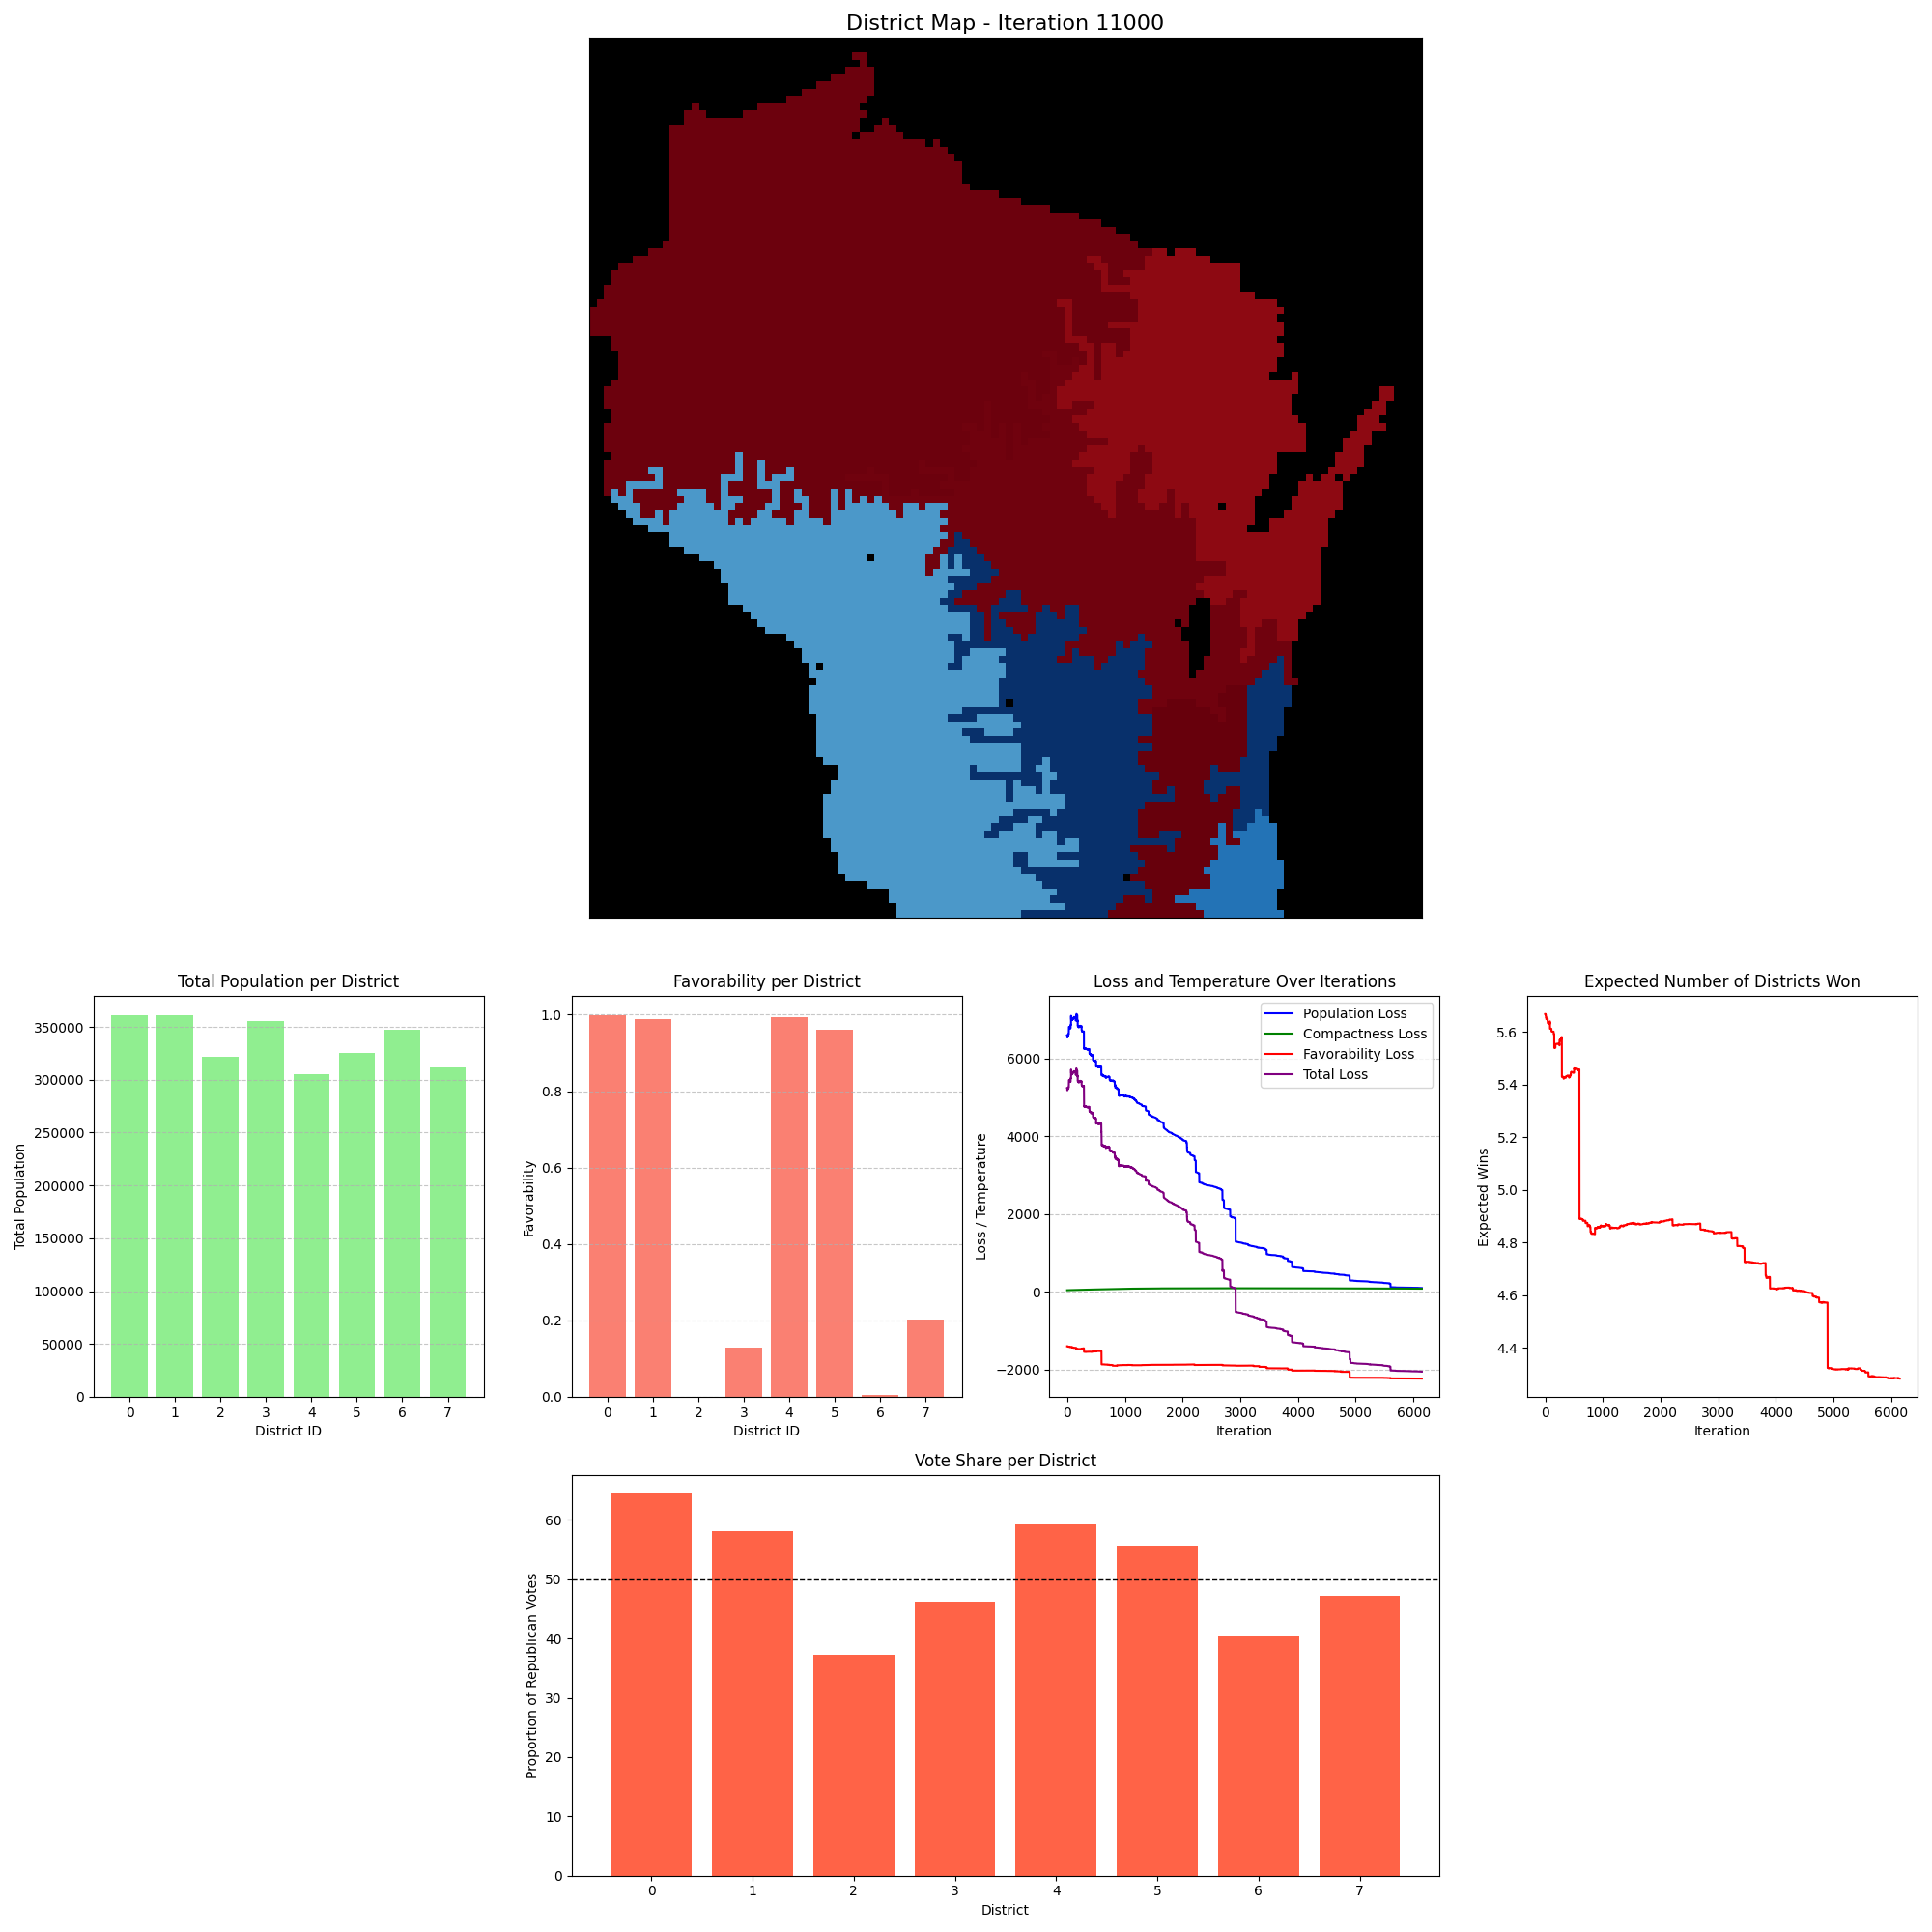 District Map - Iteration 11000
Total Population per District
Total Population
350000
300000
250000
200000
150000
100000
50000
0
0 1 2 3 4 5 6 7
District ID
Favorability per District
Favorability
1.0
0.8
0.6
0.4
0.2
0.0
0 1 2 3 4 5 6 7
District ID
Loss and Temperature Over Iterations
Loss / Temperature
6000
4000
2000
0
−2000
Population Loss
Compactness Loss
Favorability Loss
Total Loss
0 1000 2000 3000 4000 5000 6000
Iteration
Expected Number of Districts Won
Expected Wins
5.6
5.4
5.2
5.0
4.8
4.6
4.4
0 1000 2000 3000 4000 5000 6000
Iteration
Vote Share per District
Proportion of Republican Votes
60
50
40
30
20
10
0
0 1 2 3 4 5 6 7
District